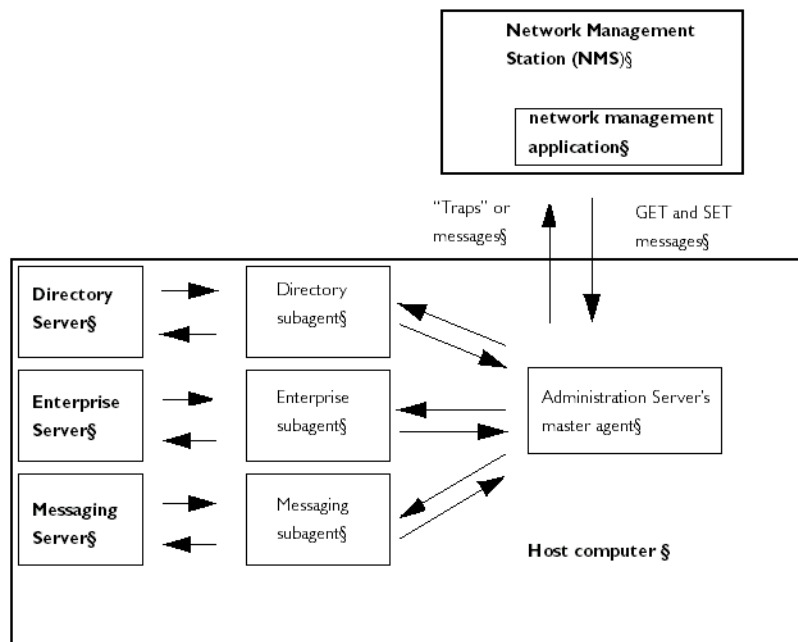 Network Management
Station (NMS)§
network management
application§
"Traps" or
messages§
GET and SET
messages§
Directory
Server§
Directory
subagent§
Enterprise
Server§
Enterprise
subagent§
Administration Server's
master agent§
Messaging
Server§
Messaging
subagent§
Host computer §